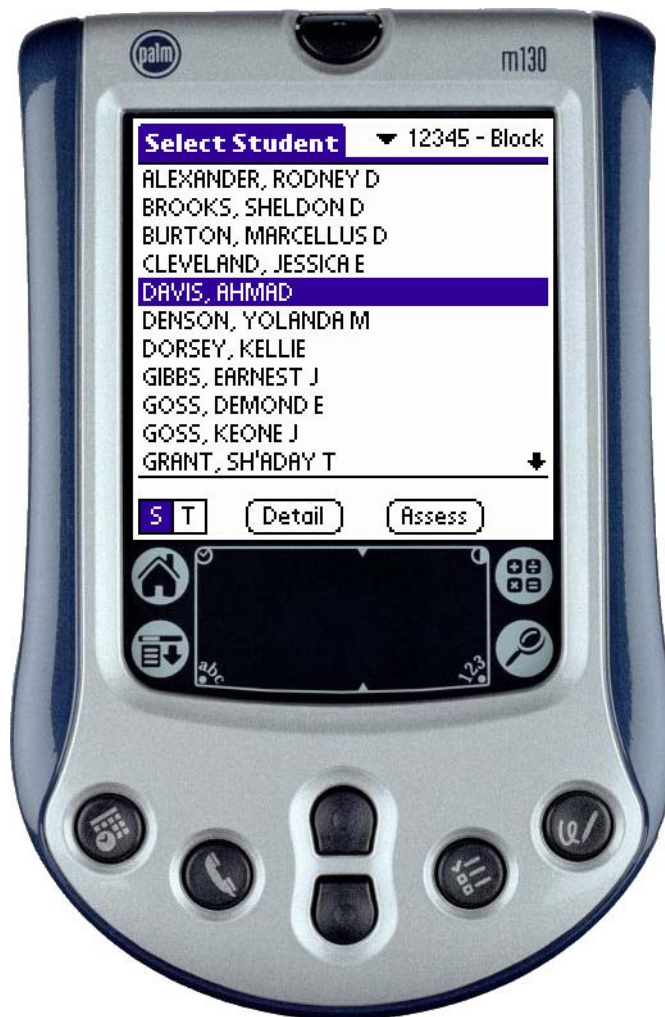 palm
m130
Select Student 12345 - Block
ALEXANDER, RODNEY D
BROOKS, SHELDON D
BURTON, MARCELLUS D
CLEVELAND, JESSICA E
DAVIS, AHMAD
DENSON, YOLANDA M
DORSEY, KELLIE
GIBBS, EARNEST J
GOSS, DEMOND E
GOSS, KEONE J
GRANT, SH'ADAY T
S T Detail Assess
abc 123